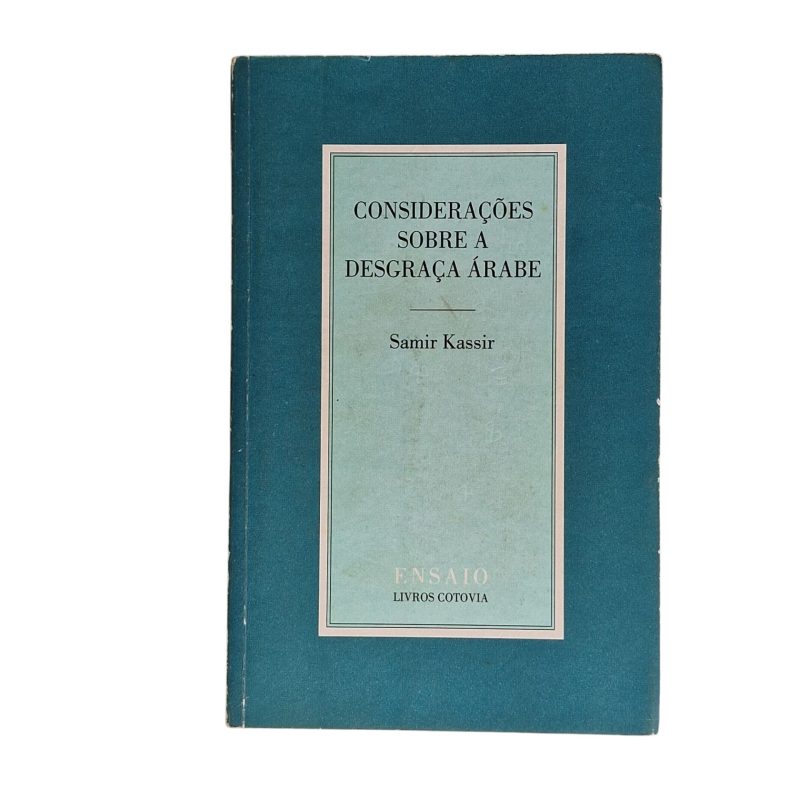 CONSIDERAÇÕES
SOBRE A
DESGRAÇA ÁRABE
Samir Kassir
ENSAIO
LIVROS COTOVIA